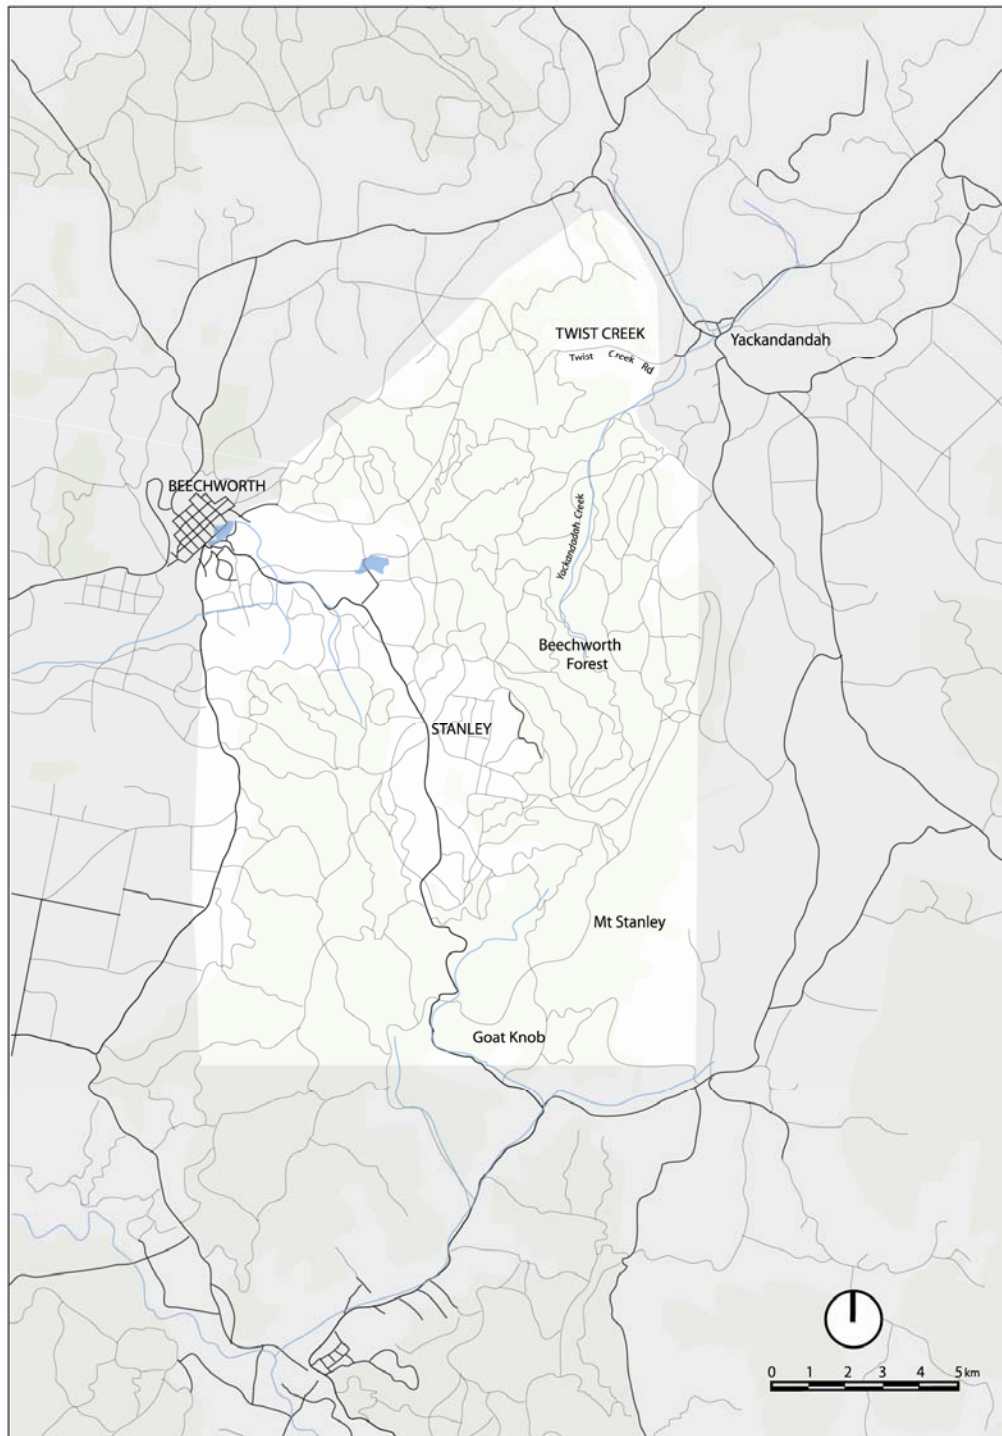 TWIST CREEK
Twist Creek Rd
Yackandandah
BEECHWORTH
Yackandadah Creek
Beechworth
Forest
STANLEY
Mt Stanley
Goat Knob
0 1 2 3 4 5 km